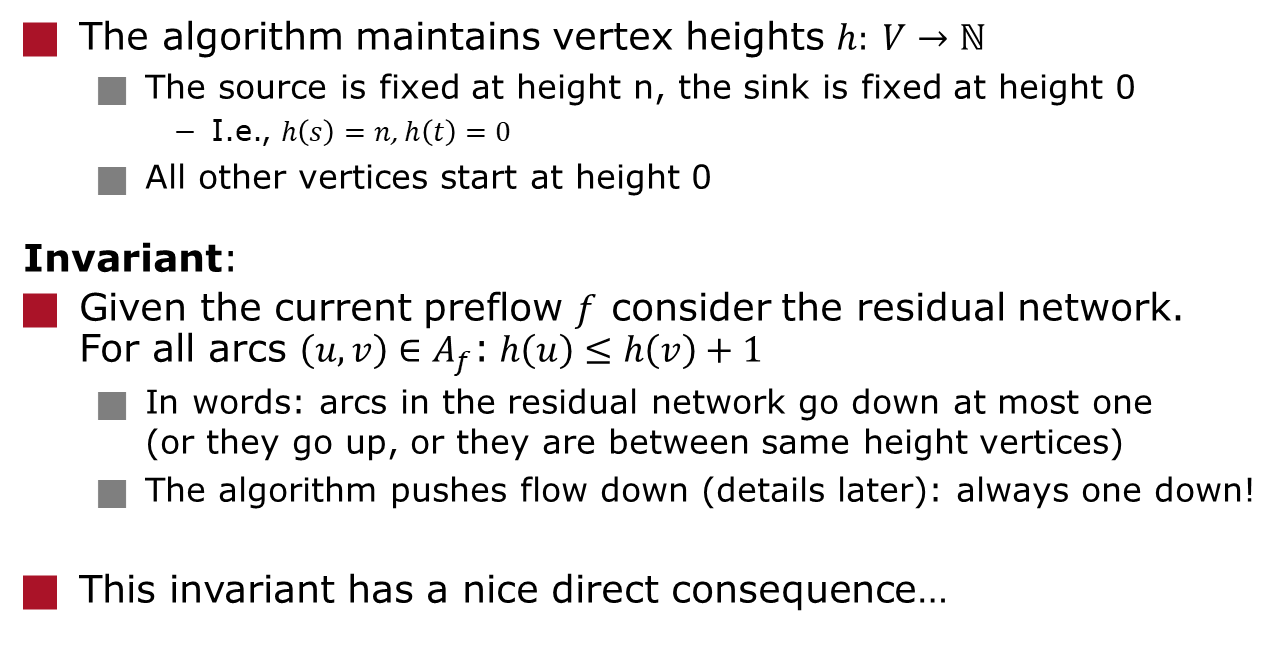 The algorithm maintains vertex heights h: V → ℕ
The source is fixed at height n, the sink is fixed at height 0
– I.e., h(s) = n, h(t) = 0
All other vertices start at height 0
Invariant:
Given the current preflow f consider the residual network.
For all arcs (u, v) ∈ A_f : h(u) ≤ h(v) + 1
In words: arcs in the residual network go down at most one
(or they go up, or they are between same height vertices)
The algorithm pushes flow down (details later): always one down!
This invariant has a nice direct consequence…